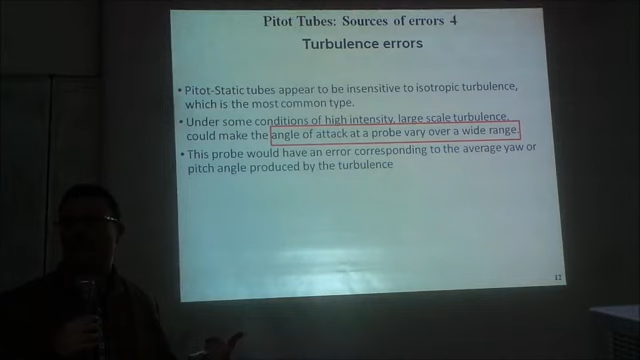 Pitot Tubes: Sources of errors 4
Turbulence errors
• Pitot-Static tubes appear to be insensitive to isotropic turbulence,
which is the most common type.
• Under some conditions of high intensity, large scale turbulence,
could make the angle of attack at a probe vary over a wide range.
• This probe would have an error corresponding to the average yaw or
pitch angle produced by the turbulence
12